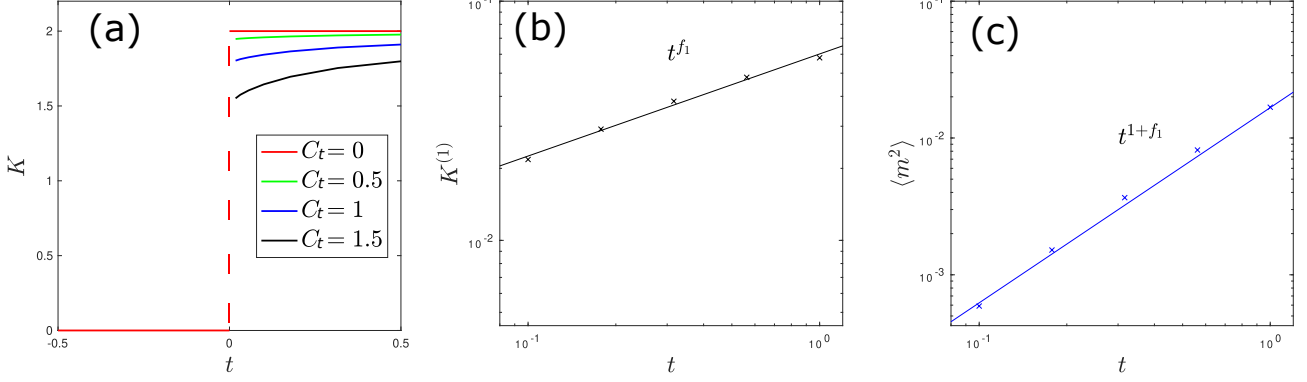 (a)
2
1.5
1
0.5
0
K
C_t = 0
C_t = 0.5
C_t = 1
C_t = 1.5
-0.5
0
0.5
t
(b)
10^{-1}
t^{f_1}
K^{(1)}
10^{-2}
10^{-1}
10^{0}
t
(c)
10^{-1}
t^{1+f_1}
10^{-2}
⟨m^2⟩
10^{-3}
10^{-1}
10^{0}
t